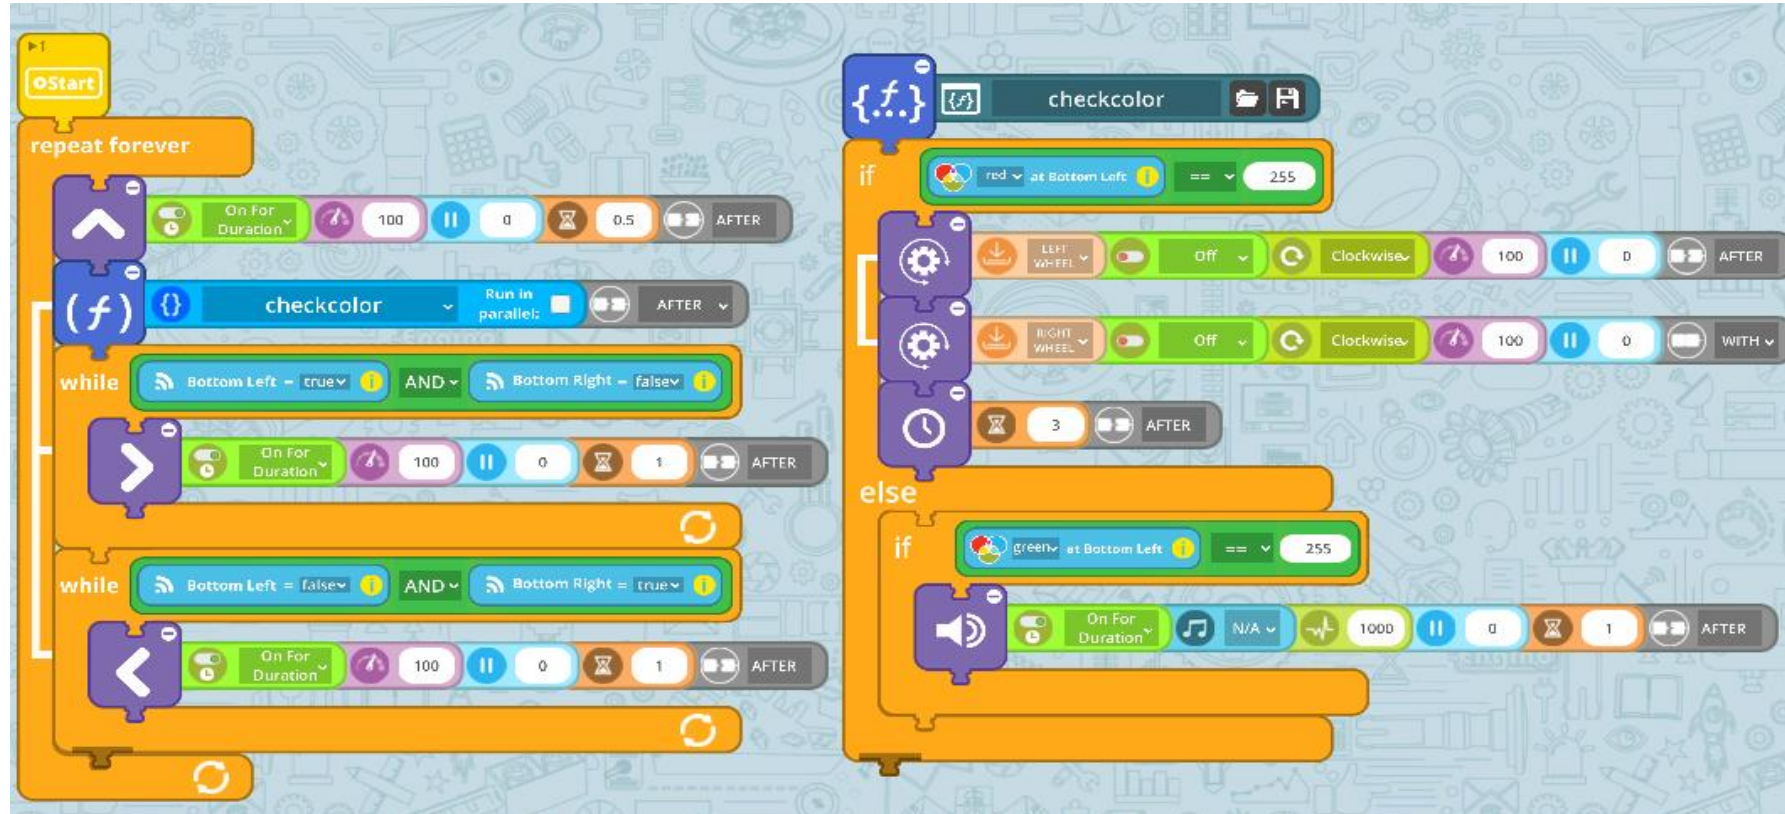 1
Start
repeat forever
On For Duration 100 0 0.5 AFTER
(f) {} checkcolor Run in parallel: AFTER
while Bottom Left = true i AND Bottom Right = false i
On For Duration 100 0 1 AFTER
while Bottom Left = false i AND Bottom Right = true i
On For Duration 100 0 1 AFTER
{f...} {f} checkcolor
if red at Bottom Left i == 255
LEFT WHEEL Off Clockwise 100 0 AFTER
RIGHT WHEEL Off Clockwise 100 0 WITH
3 AFTER
else
if green at Bottom Left i == 255
On For Duration N/A 1000 0 1 AFTER